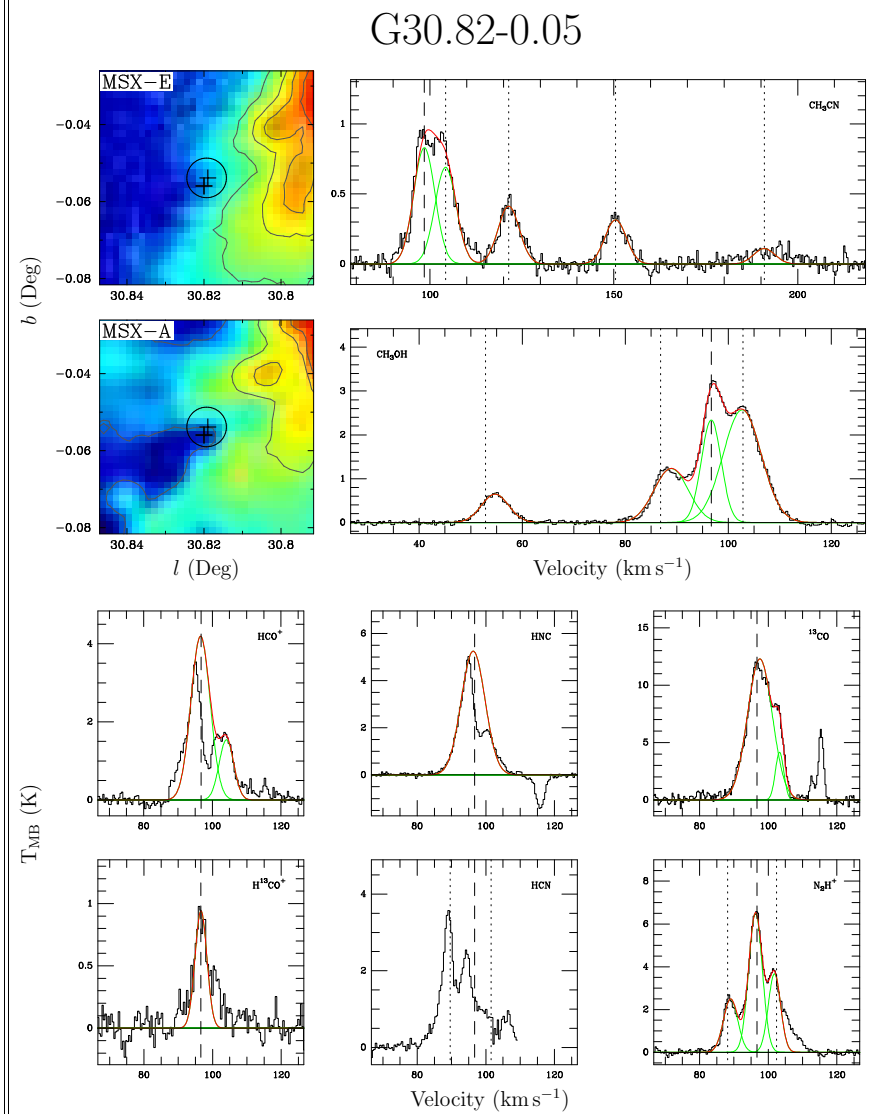 G30.82-0.05
MSX-E
−0.04
−0.06
−0.08
30.84 30.82 30.8
CH₃CN
1
0.5
0
100 150 200
b (Deg)
MSX-A
−0.04
−0.06
−0.08
30.84 30.82 30.8
l (Deg)
CH₃OH
4
3
2
1
0
40 60 80 100 120
Velocity (km s⁻¹)
HCO⁺
4
2
0
80 100 120
HNC
6
4
2
0
80 100 120
¹³CO
15
10
5
0
80 100 120
T_MB (K)
H¹³CO⁺
1
0.5
0
80 100 120
HCN
4
2
0
80 100 120
N₂H⁺
8
6
4
2
0
80 100 120
Velocity (km s⁻¹)